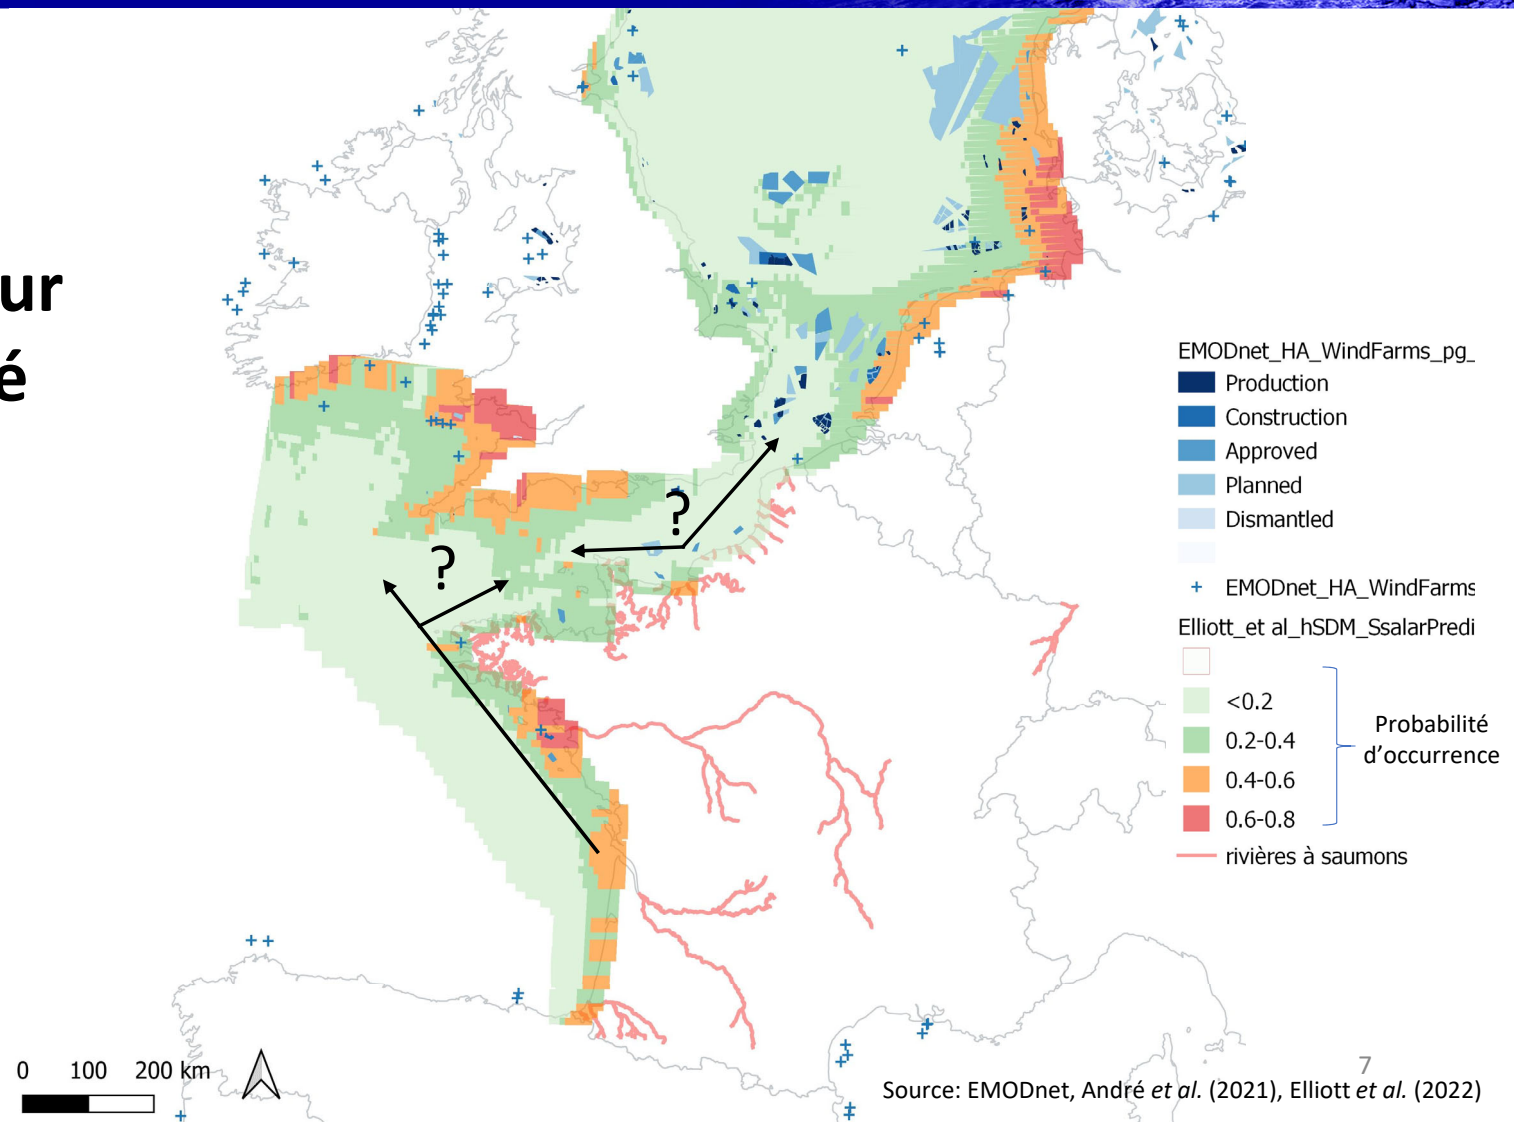 ur
é
?
?
EMODnet_HA_WindFarms_pg_
Production
Construction
Approved
Planned
Dismantled
EMODnet_HA_WindFarms
Elliott_et al_hSDM_SsalarPredi
<0.2
0.2-0.4
0.4-0.6
0.6-0.8
Probabilité
d’occurrence
rivières à saumons
0 100 200 km
7
Source: EMODnet, André et al. (2021), Elliott et al. (2022)